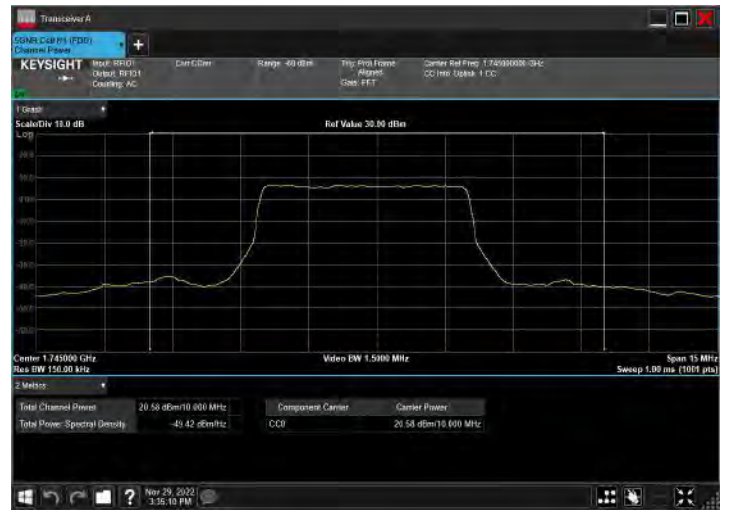 Transceiver A
5GNR Cell #1 (FDD)
Channel Power
KEYSIGHT
Input: RFIO1
Output: RFIO1
Coupling: AC
Corr CCorr
Range: -60 dBm
Trig: Prdi Frame
Aligned
Gate: FFT
Carrier Ref Freq: 1.745000000 GHz
CC Info: Uplink, 1 CC
1 Graph
Scale/Div 10.0 dB
Ref Value 30.00 dBm
Log
Center 1.745000 GHz
Video BW 1.5000 MHz
Span 15 MHz
Res BW 150.00 kHz
Sweep 1.00 ms (1001 pts)
2 Metrics
Total Channel Power
20.58 dBm/10.000 MHz
Total Power Spectral Density
-49.42 dBm/Hz
Component Carrier
Carrier Power
CC0
20.58 dBm/10.000 MHz
?
Nov 29, 2022
3:35:10 PM